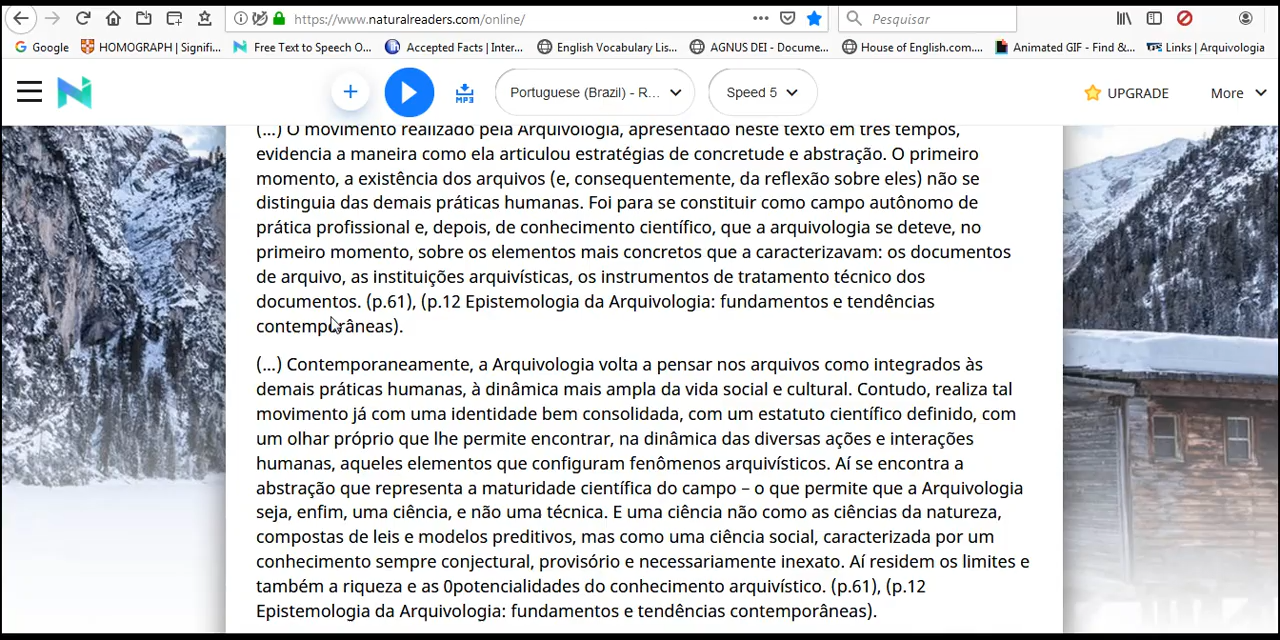 https://www.naturalreaders.com/online/
Pesquisar
Google
HOMOGRAPH | Signifi...
Free Text to Speech O...
Accepted Facts | Inter...
English Vocabulary Lis...
AGNUS DEI - Docume...
House of English.com....
Animated GIF - Find &...
Links | Arquivologia
MP3
Portuguese (Brazil) - R...
Speed 5
UPGRADE
More
(...) O movimento realizado pela Arquivologia, apresentado neste texto em três tempos,
evidencia a maneira como ela articulou estratégias de concretude e abstração. O primeiro
momento, a existência dos arquivos (e, consequentemente, da reflexão sobre eles) não se
distinguia das demais práticas humanas. Foi para se constituir como campo autônomo de
prática profissional e, depois, de conhecimento científico, que a arquivologia se deteve, no
primeiro momento, sobre os elementos mais concretos que a caracterizavam: os documentos
de arquivo, as instituições arquivísticas, os instrumentos de tratamento técnico dos
documentos. (p.61), (p.12 Epistemologia da Arquivologia: fundamentos e tendências
contemporâneas).
(...) Contemporaneamente, a Arquivologia volta a pensar nos arquivos como integrados às
demais práticas humanas, à dinâmica mais ampla da vida social e cultural. Contudo, realiza tal
movimento já com uma identidade bem consolidada, com um estatuto científico definido, com
um olhar próprio que lhe permite encontrar, na dinâmica das diversas ações e interações
humanas, aqueles elementos que configuram fenômenos arquivísticos. Aí se encontra a
abstração que representa a maturidade científica do campo – o que permite que a Arquivologia
seja, enfim, uma ciência, e não uma técnica. E uma ciência não como as ciências da natureza,
compostas de leis e modelos preditivos, mas como uma ciência social, caracterizada por um
conhecimento sempre conjectural, provisório e necessariamente inexato. Aí residem os limites e
também a riqueza e as 0potencialidades do conhecimento arquivístico. (p.61), (p.12
Epistemologia da Arquivologia: fundamentos e tendências contemporâneas).